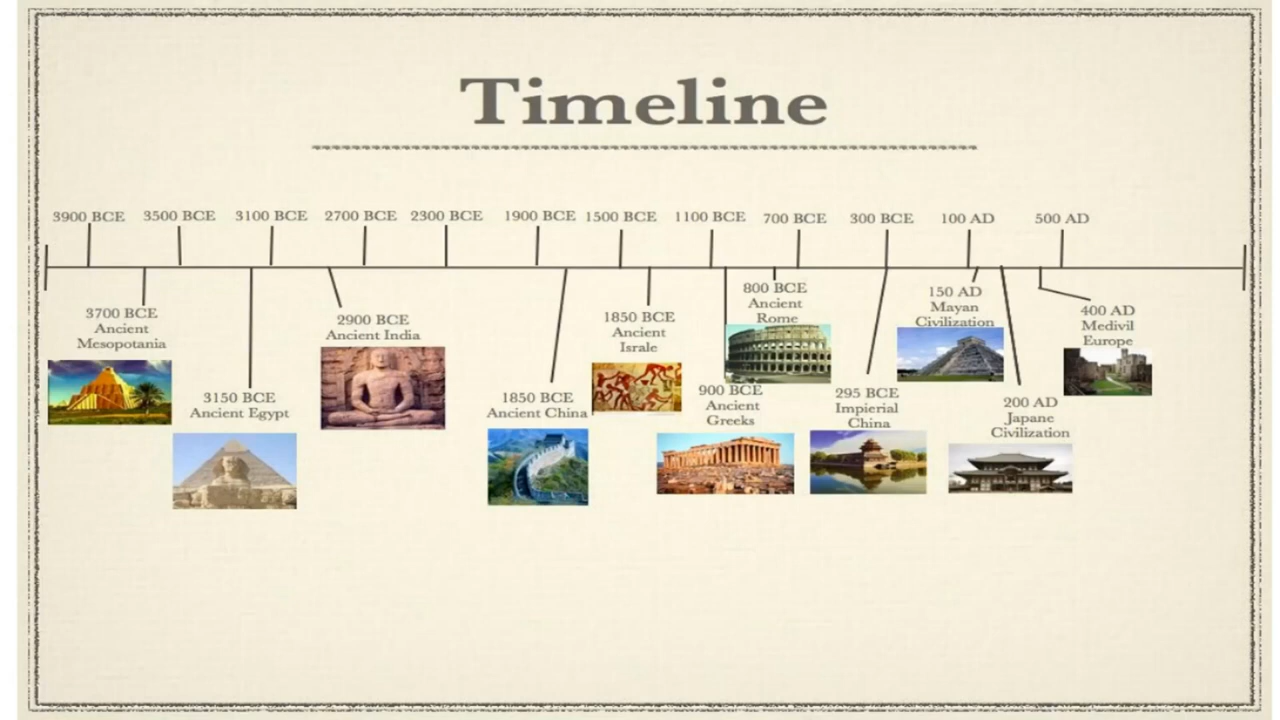 Timeline
3900 BCE 3500 BCE 3100 BCE 2700 BCE 2300 BCE 1900 BCE 1500 BCE 1100 BCE 700 BCE 300 BCE 100 AD 500 AD
3700 BCE
Ancient
Mesopotania
3150 BCE
Ancient Egypt
2900 BCE
Ancient India
1850 BCE
Ancient China
1850 BCE
Ancient
Israle
900 BCE
Ancient
Greeks
800 BCE
Ancient
Rome
295 BCE
Impierial
China
150 AD
Mayan
Civilization
200 AD
Japane
Civilization
400 AD
Medivil
Europe